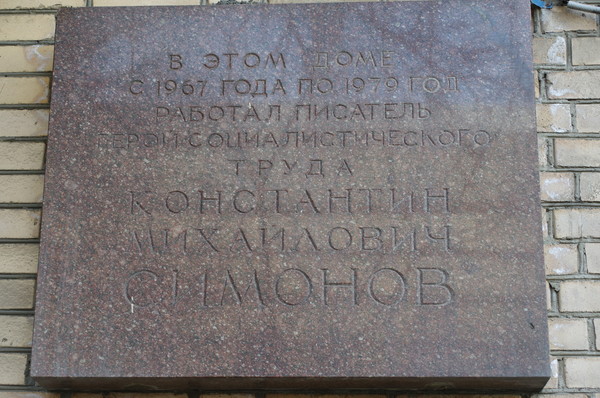 В ЭТОМ ДОМЕ
С 1967 ГОДА ПО 1979 ГОД
РАБОТАЛ ПИСАТЕЛЬ
ГЕРОЙ СОЦИАЛИСТИЧЕСКОГО
ТРУДА
КОНСТАНТИН
МИХАЙЛОВИЧ
СИМОНОВ